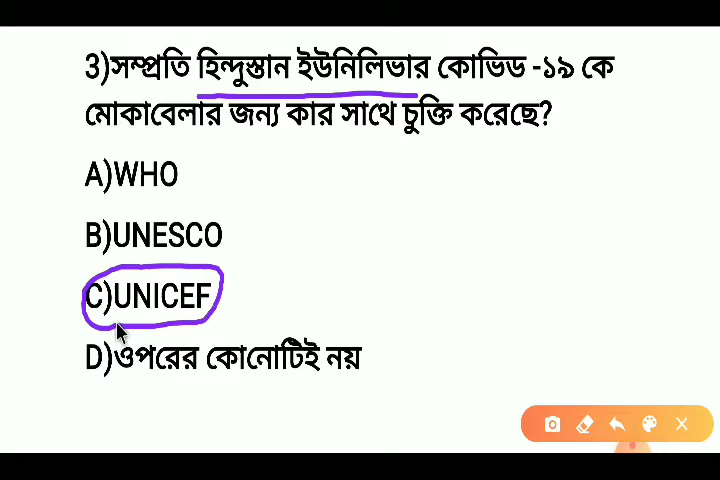 3)সম্প্রতি হিন্দুস্তান ইউনিলিভার কোভিড -১৯ কে
মোকাবেলার জন্য কার সাথে চুক্তি করেছে?
A)WHO
B)UNESCO
C)UNICEF
D)ওপরের কোনোটিই নয়